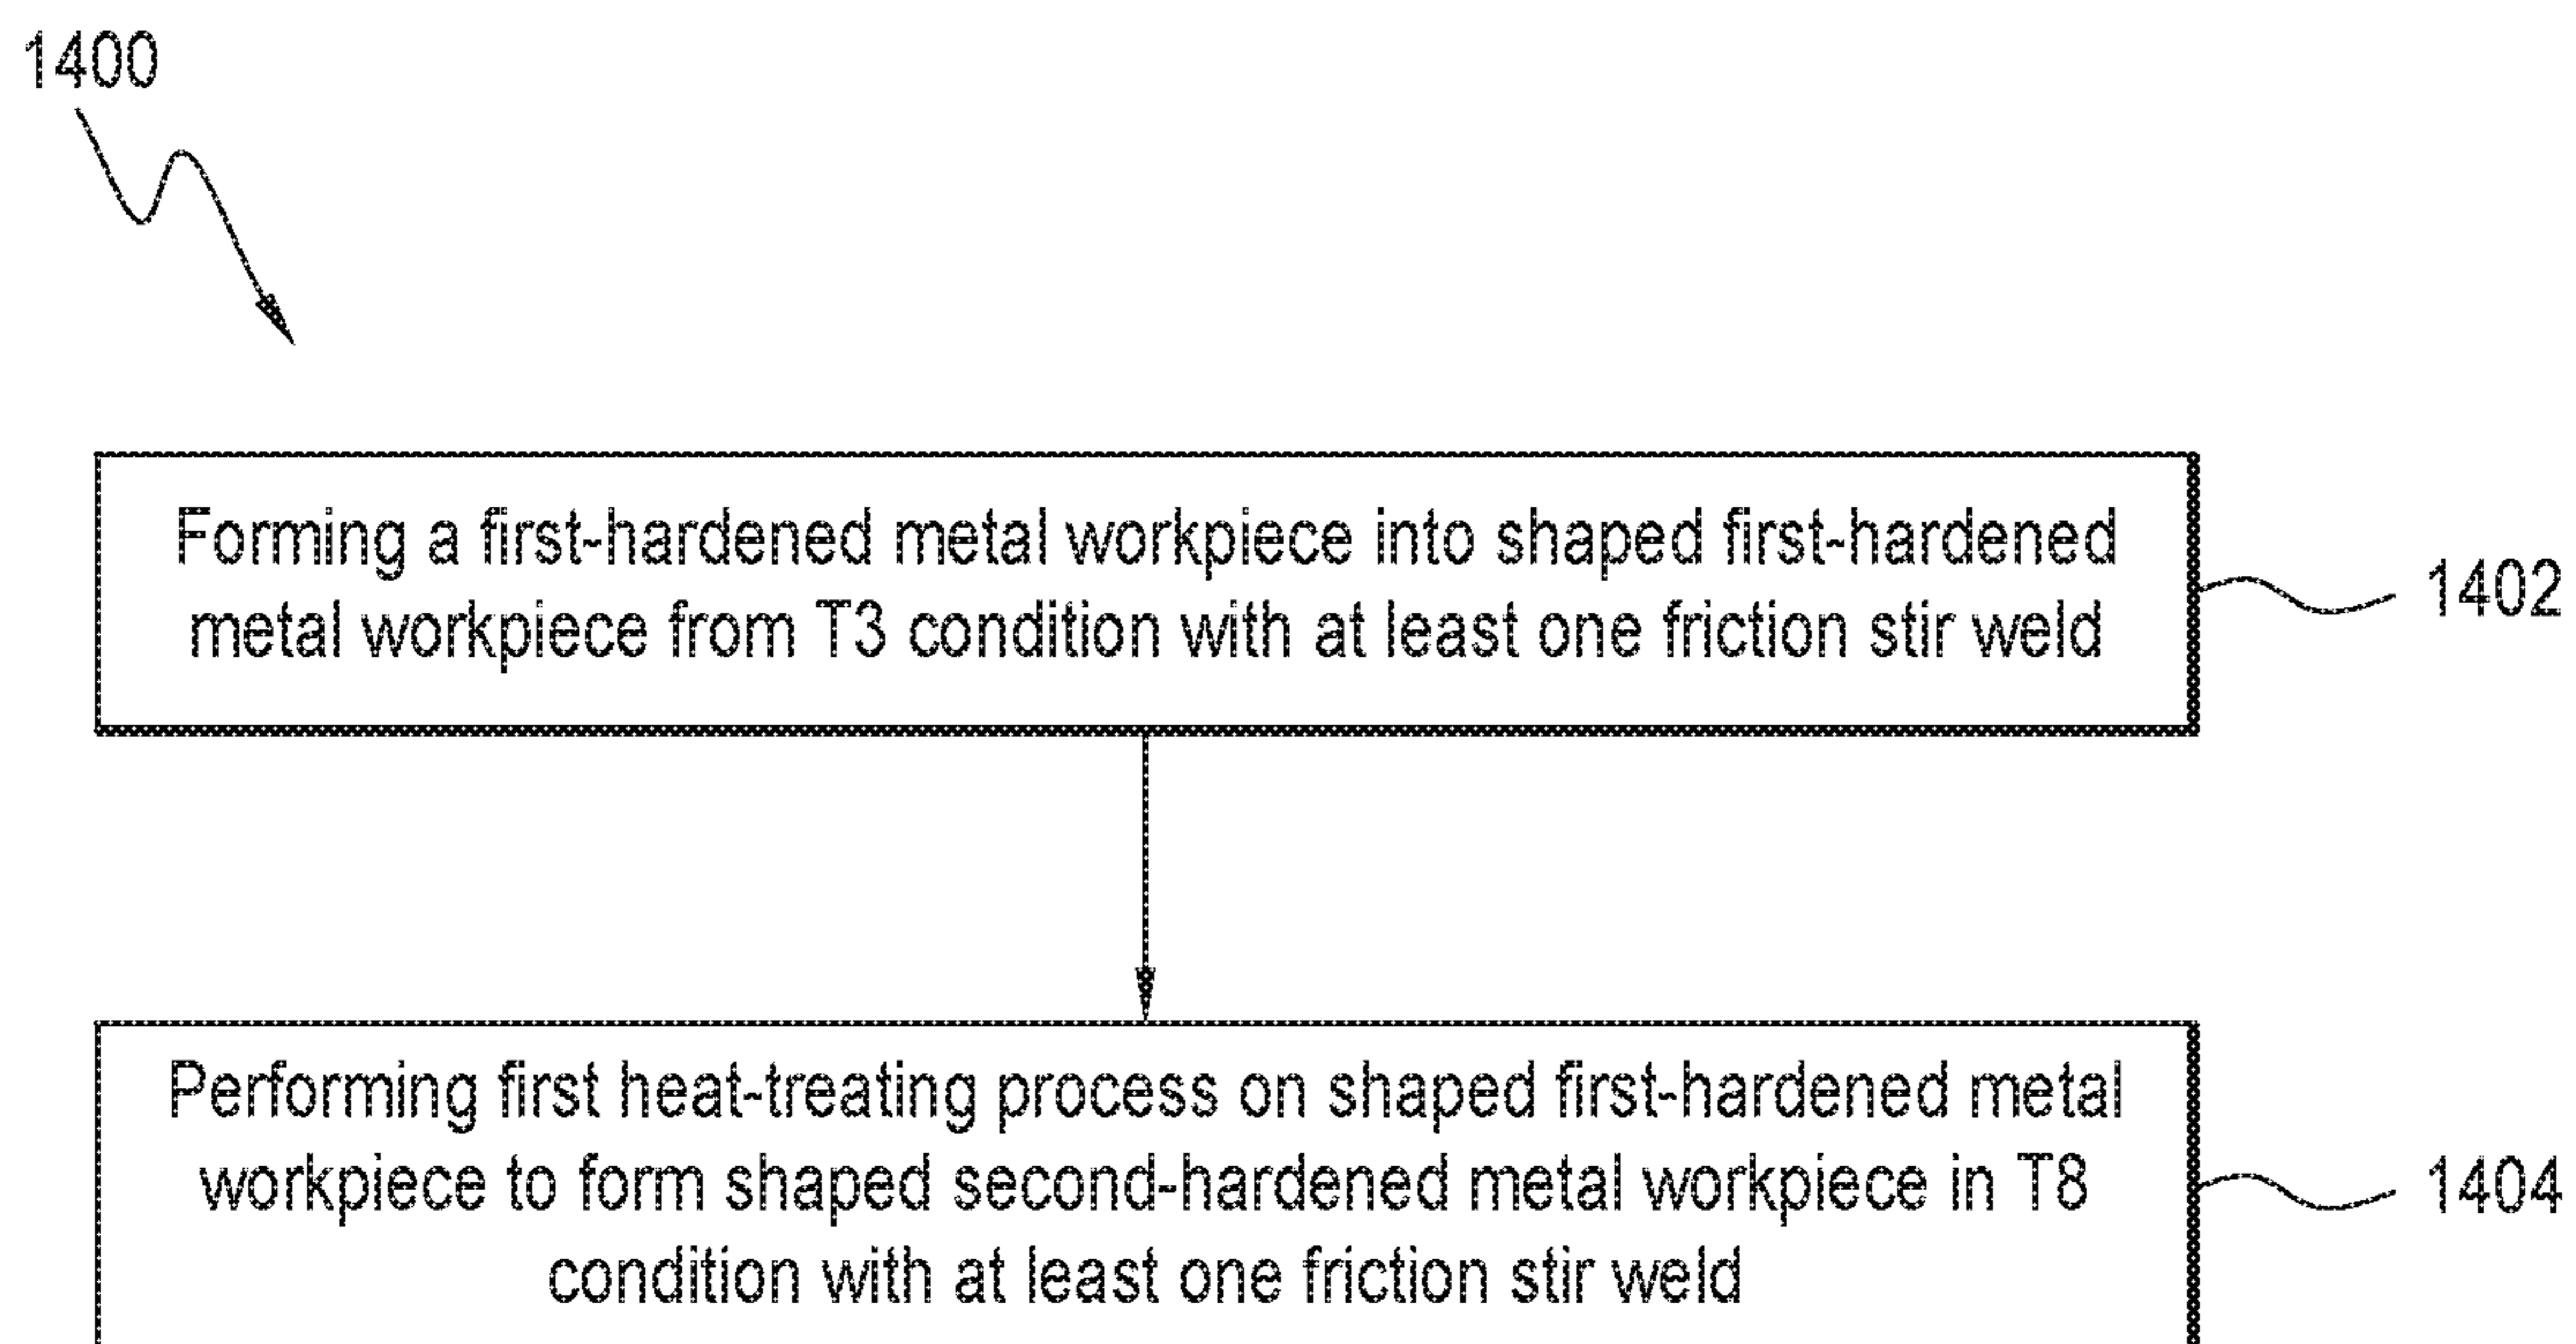 1400
Forming a first-hardened metal workpiece into shaped first-hardened
metal workpiece from T3 condition with at least one friction stir weld
1402
Performing first heat-treating process on shaped first-hardened metal
workpiece to form shaped second-hardened metal workpiece in T8
condition with at least one friction stir weld
1404